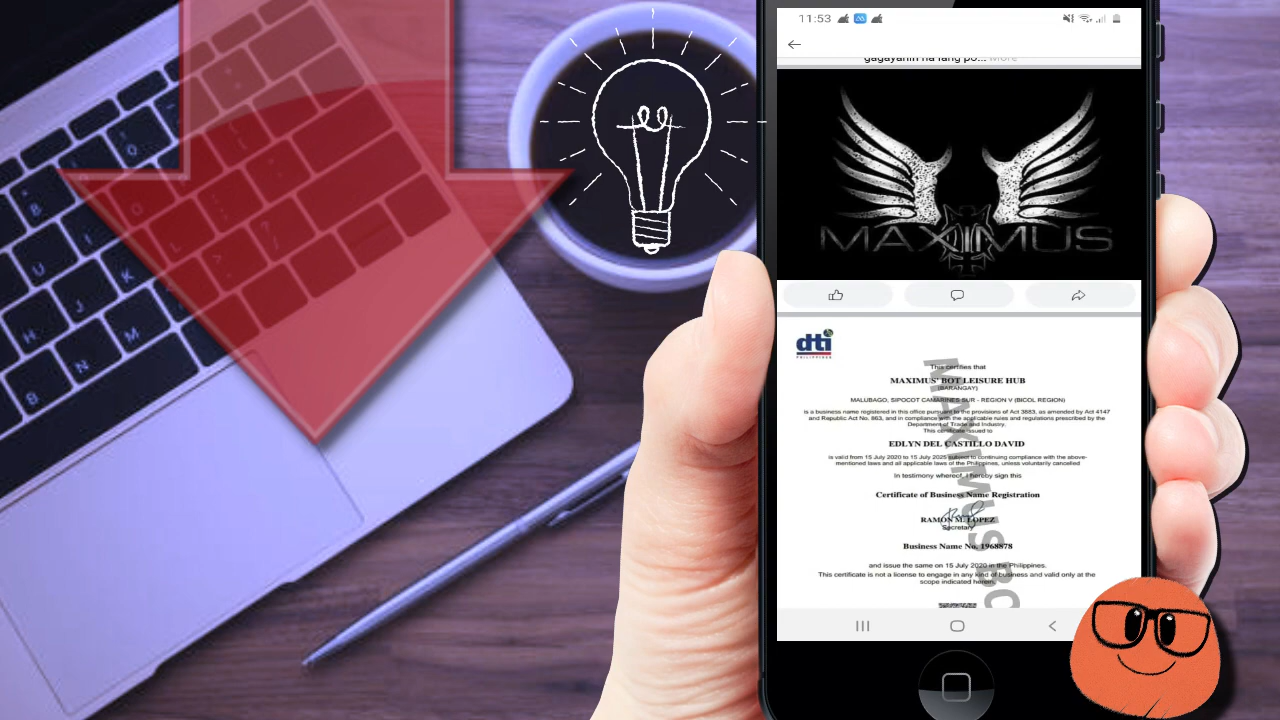 11:53
gagayahin na lang po... More
MAXIMUS
dti
PHILIPPINES
This certifies that
MAXIMUS' BOT LEISURE HUB
(BARANGAY)
MALUBAGO, SIPOCOT CAMARINES SUR - REGION V (BICOL REGION)
is a business name registered in this office pursuant to the provisions of Act 3883, as amended by Act 4147
and Republic Act No. 863, and in compliance with the applicable rules and regulations prescribed by the
Department of Trade and Industry.
This certificate issued to
EDLYN DEL CASTILLO DAVID
is valid from 15 July 2020 to 15 July 2025 subject to continuing compliance with the above-
mentioned laws and all applicable laws of the Philippines, unless voluntarily cancelled
In testimony whereof, I hereby sign this
Certificate of Business Name Registration
RAMON M. LOPEZ
Secretary
Business Name No. 1968878
and issue the same on 15 July 2020 in the Philippines.
This certificate is not a license to engage in any kind of business and valid only at the
scope indicated herein.
MAXIMUS BO